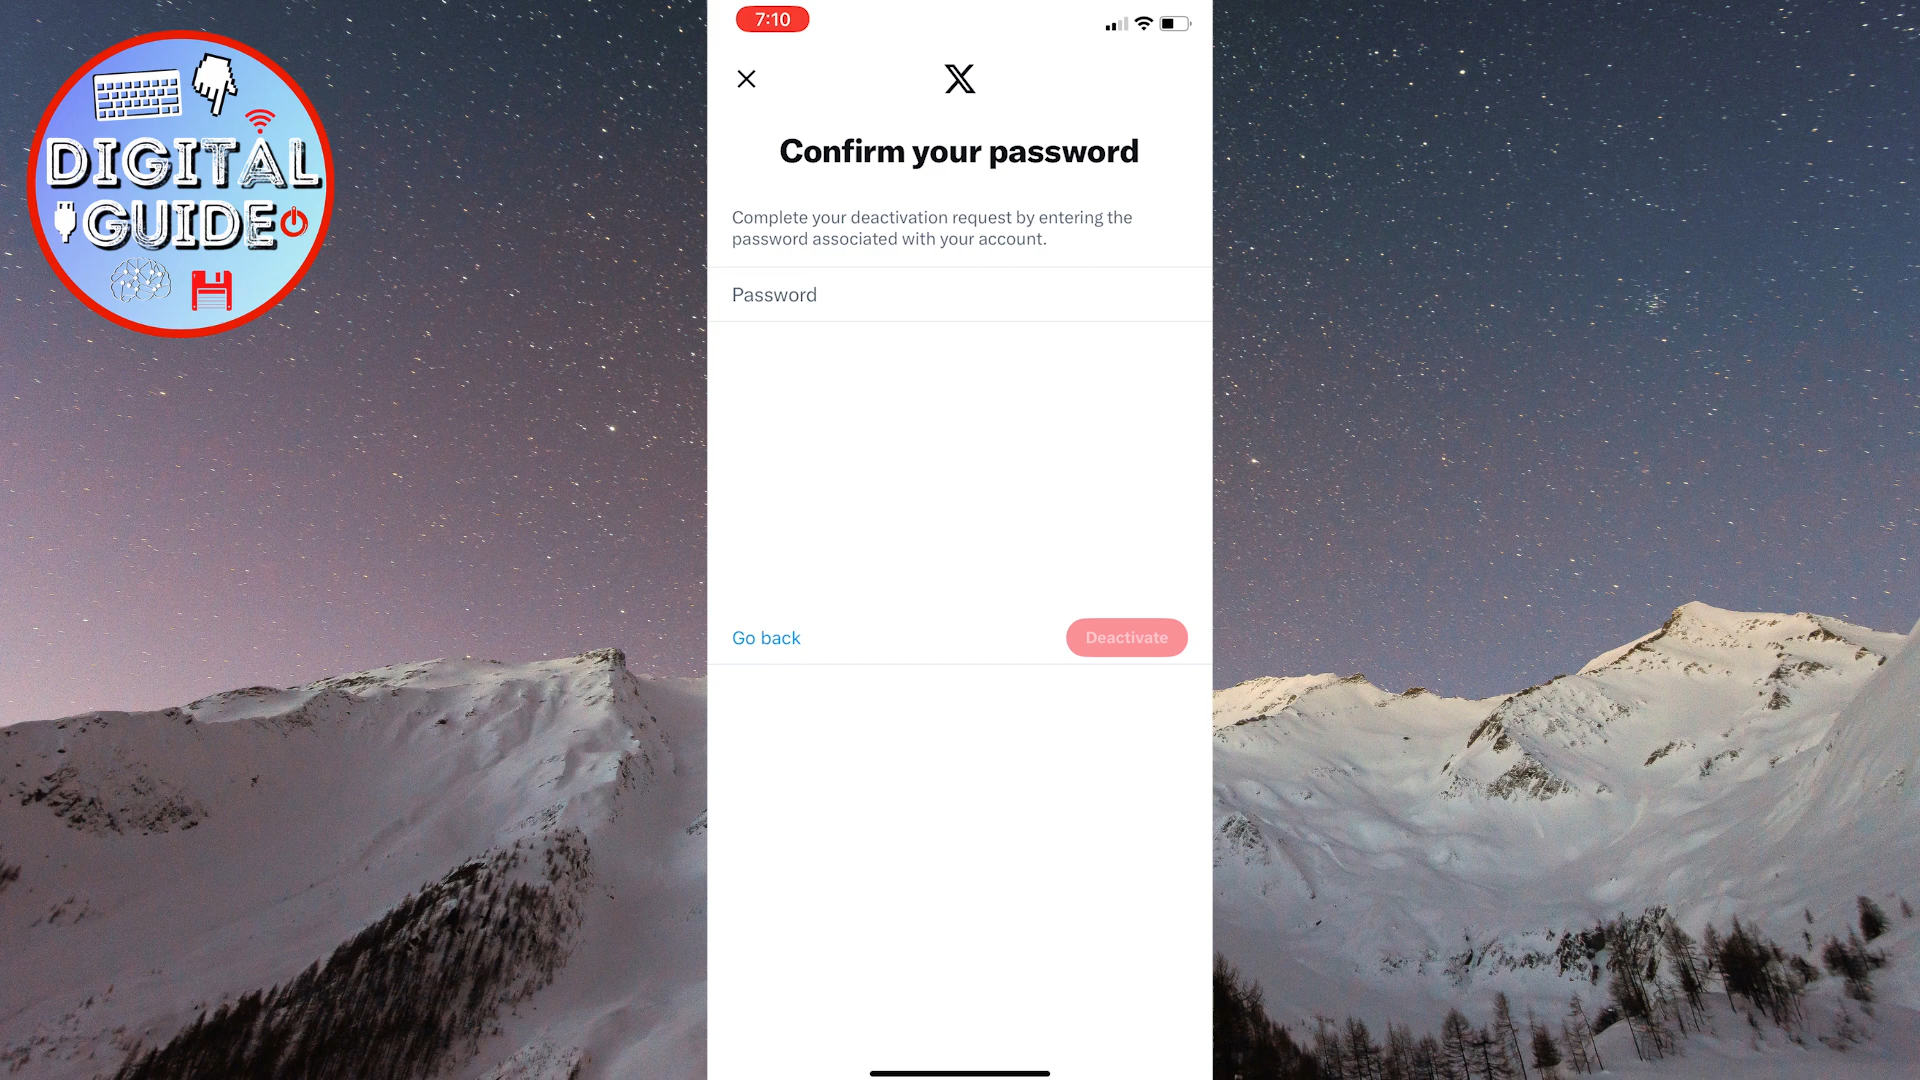 DIGITAL
GUIDE
7:10
X
Confirm your password
Complete your deactivation request by entering the
password associated with your account.
Password
Go back
Deactivate